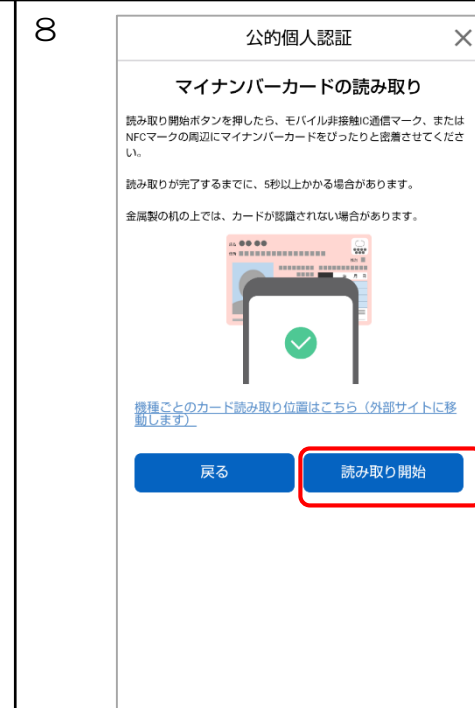 8
公的個人認証
マイナンバーカードの読み取り
読み取り開始ボタンを押したら、モバイル非接触IC通信マーク、または
NFCマークの周辺にマイナンバーカードをぴったりと密着させてくださ
い。
読み取りが完了するまでに、5秒以上かかる場合があります。
金属製の机の上では、カードが認識されない場合があります。
機種ごとのカード読み取り位置はこちら（外部サイトに移
動します）
戻る
読み取り開始